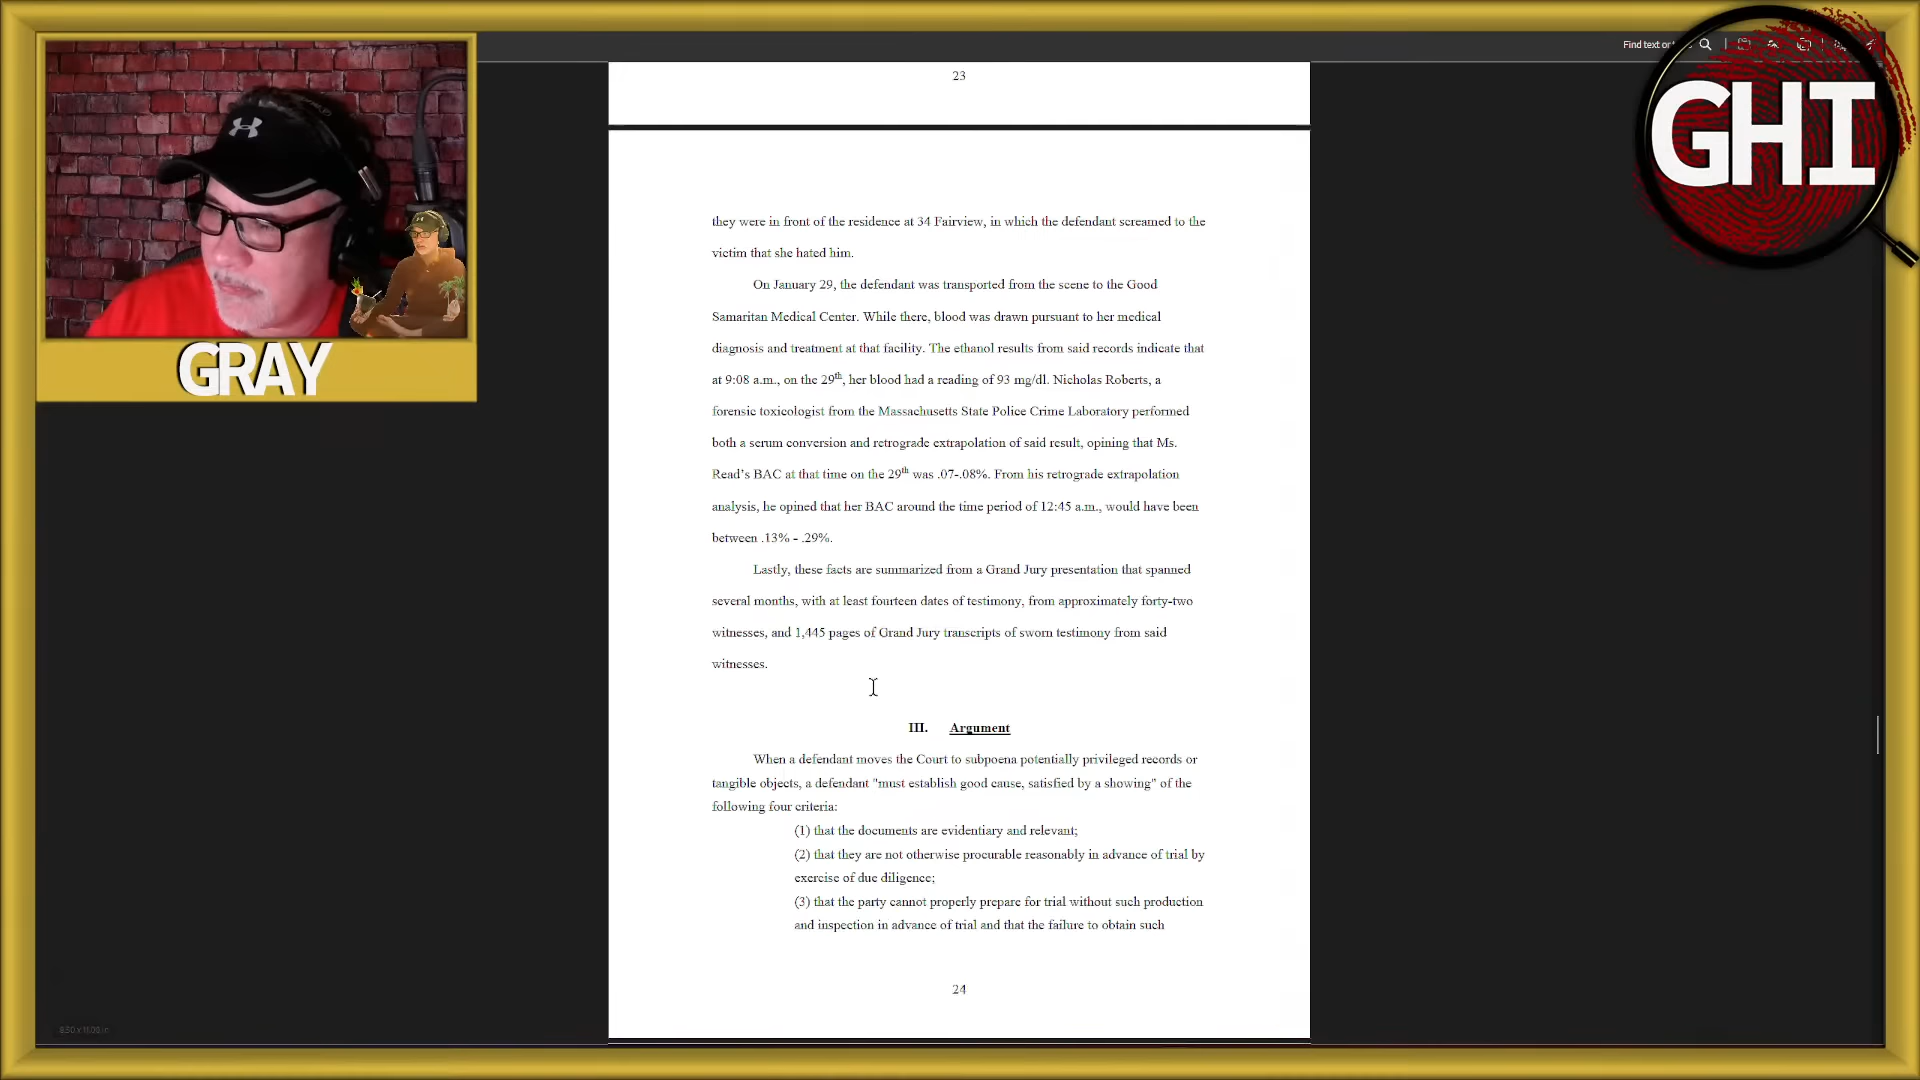 23
Find text or
GHI
GRAY
they were in front of the residence at 34 Fairview, in which the defendant screamed to the
victim that she hated him.
On January 29, the defendant was transported from the scene to the Good
Samaritan Medical Center. While there, blood was drawn pursuant to her medical
diagnosis and treatment at that facility. The ethanol results from said records indicate that
at 9:08 a.m., on the 29th, her blood had a reading of 93 mg/dl. Nicholas Roberts, a
forensic toxicologist from the Massachusetts State Police Crime Laboratory performed
both a serum conversion and retrograde extrapolation of said result, opining that Ms.
Read's BAC at that time on the 29th was .07-.08%. From his retrograde extrapolation
analysis, he opined that her BAC around the time period of 12:45 a.m., would have been
between .13% - .29%.
Lastly, these facts are summarized from a Grand Jury presentation that spanned
several months, with at least fourteen dates of testimony, from approximately forty-two
witnesses, and 1,445 pages of Grand Jury transcripts of sworn testimony from said
witnesses.
III. Argument
When a defendant moves the Court to subpoena potentially privileged records or
tangible objects, a defendant "must establish good cause, satisfied by a showing" of the
following four criteria:
(1) that the documents are evidentiary and relevant;
(2) that they are not otherwise procurable reasonably in advance of trial by
exercise of due diligence;
(3) that the party cannot properly prepare for trial without such production
and inspection in advance of trial and that the failure to obtain such
24
8.50 x 11.00 in